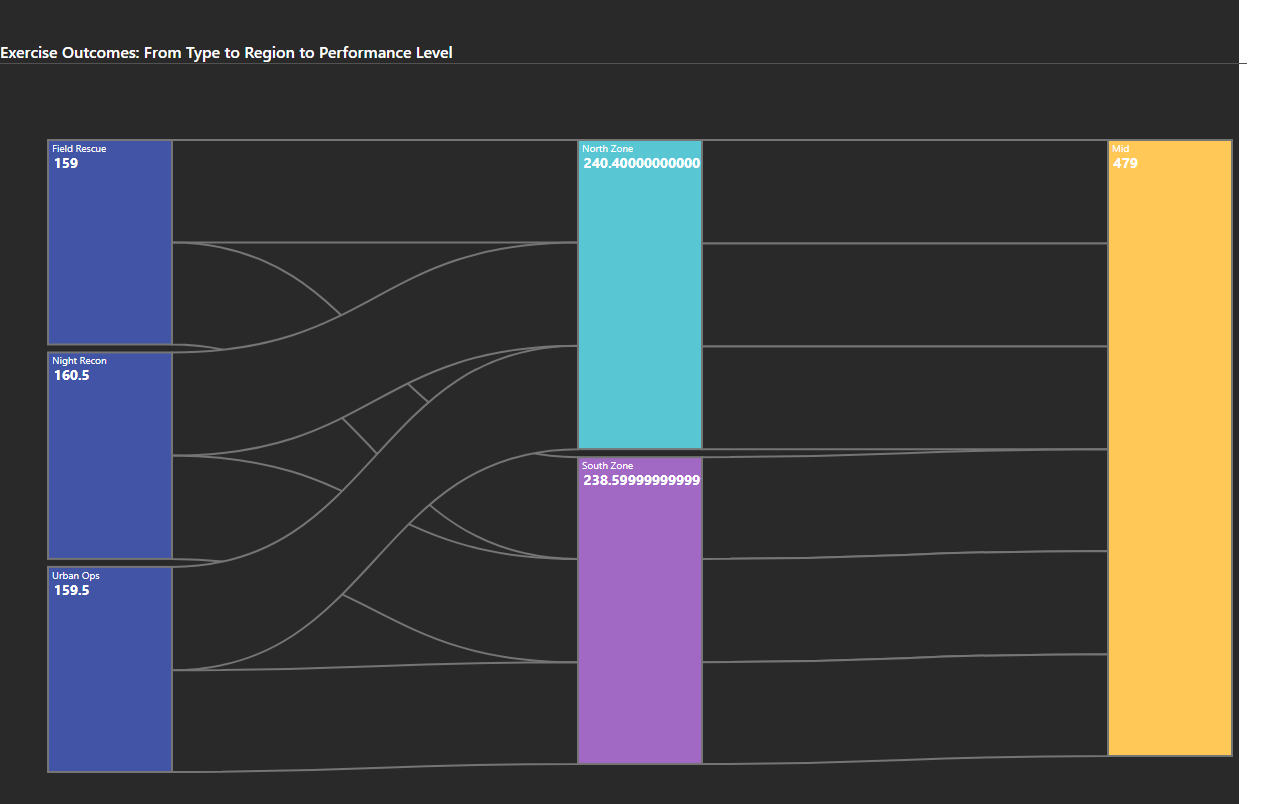 Exercise Outcomes: From Type to Region to Performance Level
Field Rescue
159
North Zone
240.40000000000
Mid
479
Night Recon
160.5
South Zone
238.59999999999
Urban Ops
159.5